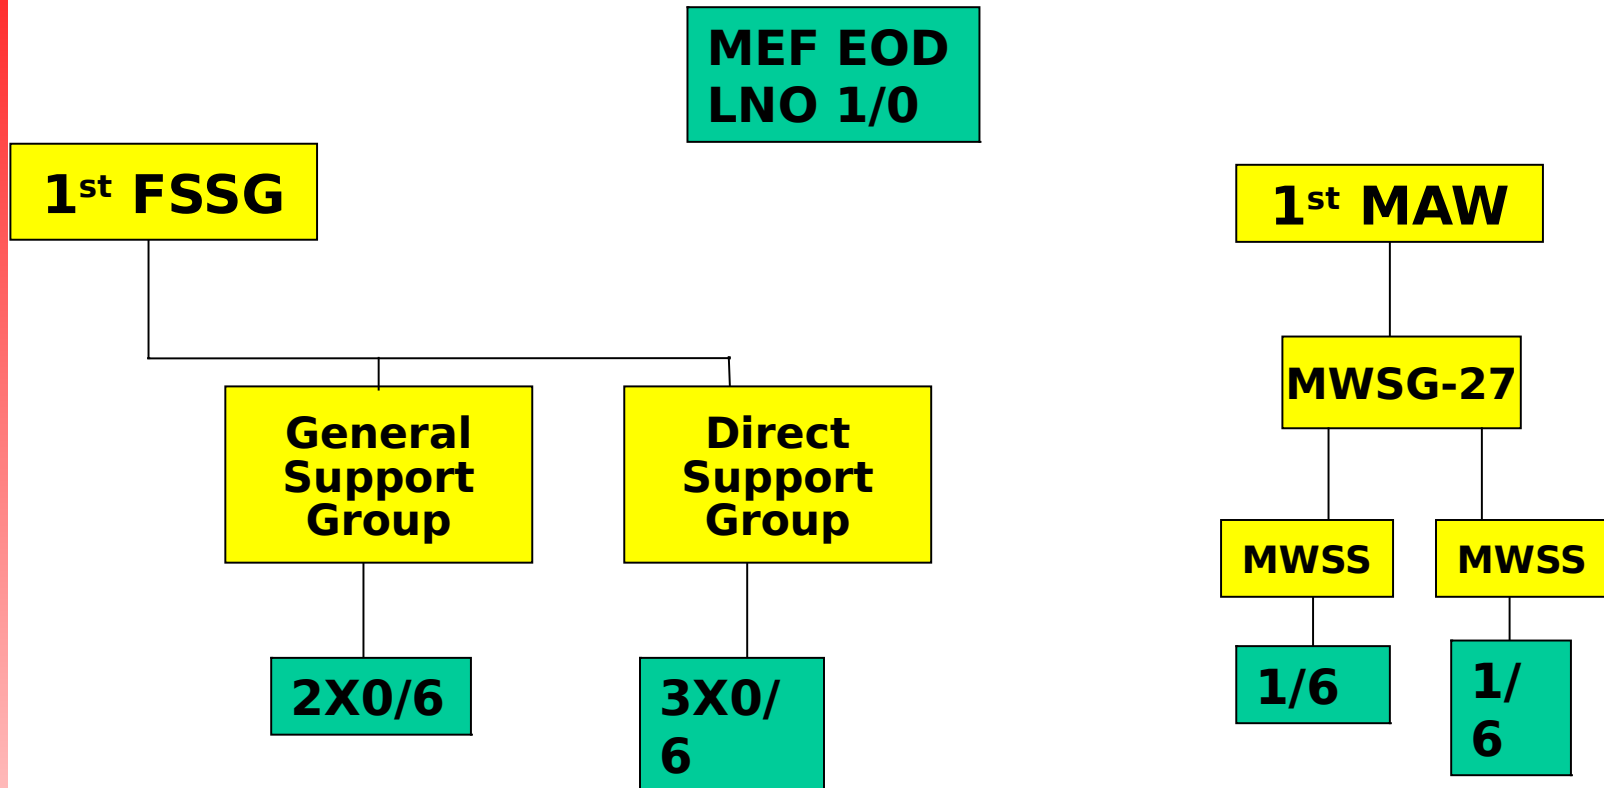 MEF EOD
LNO 1/0
1st FSSG
1st MAW
MWSG-27
General
Support
Group
Direct
Support
Group
MWSS
MWSS
2X0/6
3X0/
6
1/6
1/
6